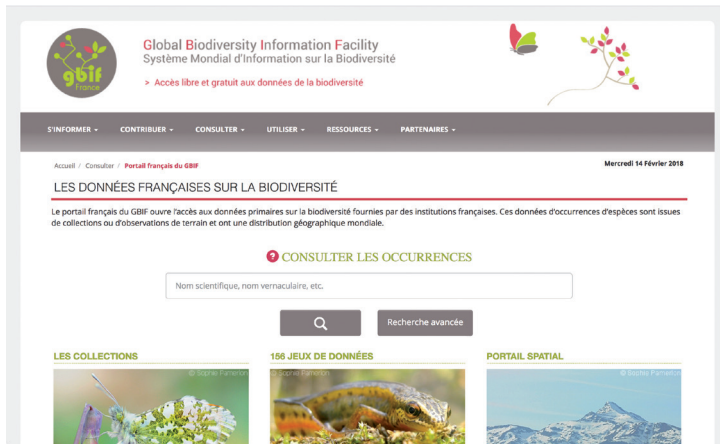 gbif
France
Global Biodiversity Information Facility
Système Mondial d'Information sur la Biodiversité
> Accès libre et gratuit aux données de la biodiversité
S'INFORMER CONTRIBUER CONSULTER UTILISER RESSOURCES PARTENAIRES
Accueil / Consulter / Portail français du GBIF
Mercredi 14 Février 2018
LES DONNÉES FRANÇAISES SUR LA BIODIVERSITÉ
Le portail français du GBIF ouvre l'accès aux données primaires sur la biodiversité fournies par des institutions françaises. Ces données d'occurrences d'espèces sont issues
de collections ou d'observations de terrain et ont une distribution géographique mondiale.
? CONSULTER LES OCCURRENCES
Nom scientifique, nom vernaculaire, etc.
Recherche avancée
LES COLLECTIONS
156 JEUX DE DONNÉES
PORTAIL SPATIAL
© Sophie Pamerlon
© Sophie Pamerlon
© Sophie Pamerlon